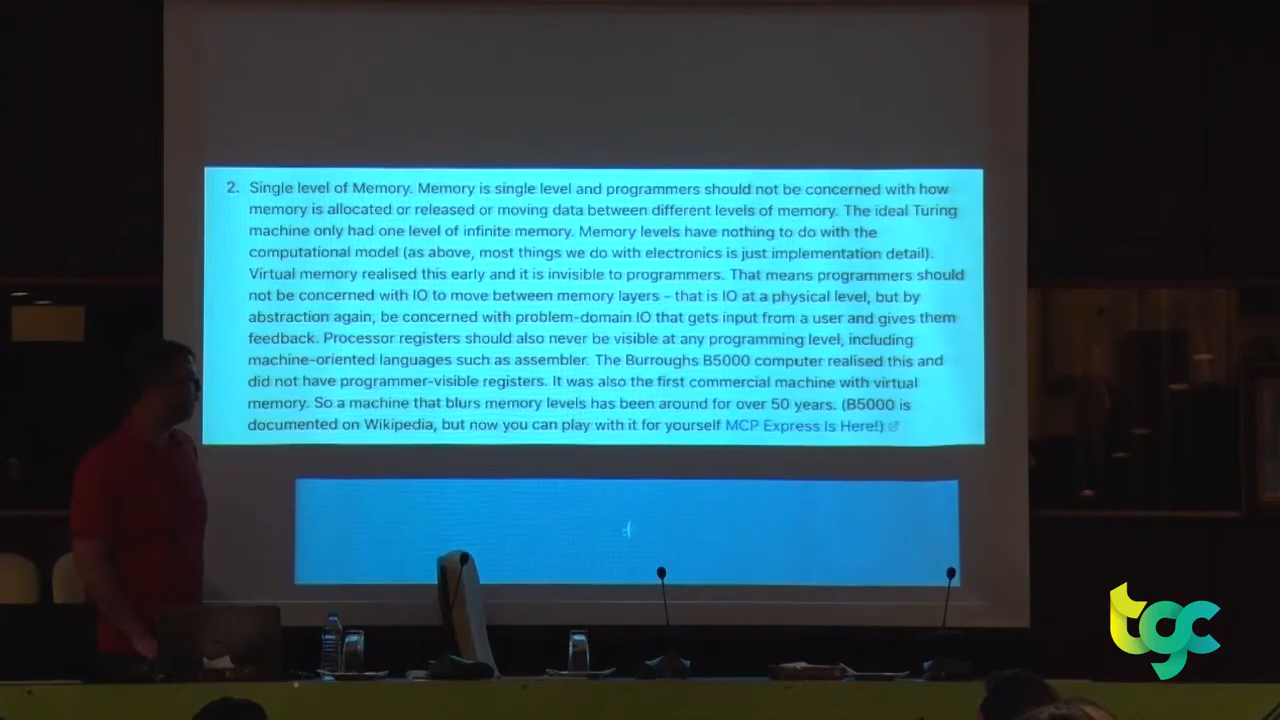 2. Single level of Memory. Memory is single level and programmers should not be concerned with how
memory is allocated or released or moving data between different levels of memory. The ideal Turing
machine only had one level of infinite memory. Memory levels have nothing to do with the
computational model (as above, most things we do with electronics is just implementation detail).
Virtual memory realised this early and it is invisible to programmers. That means programmers should
not be concerned with IO to move between memory layers – that is IO at a physical level, but by
abstraction again, be concerned with problem-domain IO that gets input from a user and gives them
feedback. Processor registers should also never be visible at any programming level, including
machine-oriented languages such as assembler. The Burroughs B5000 computer realised this and
did not have programmer-visible registers. It was also the first commercial machine with virtual
memory. So a machine that blurs memory levels has been around for over 50 years. (B5000 is
documented on Wikipedia, but now you can play with it for yourself MCP Express Is Here!)
:(
tgc